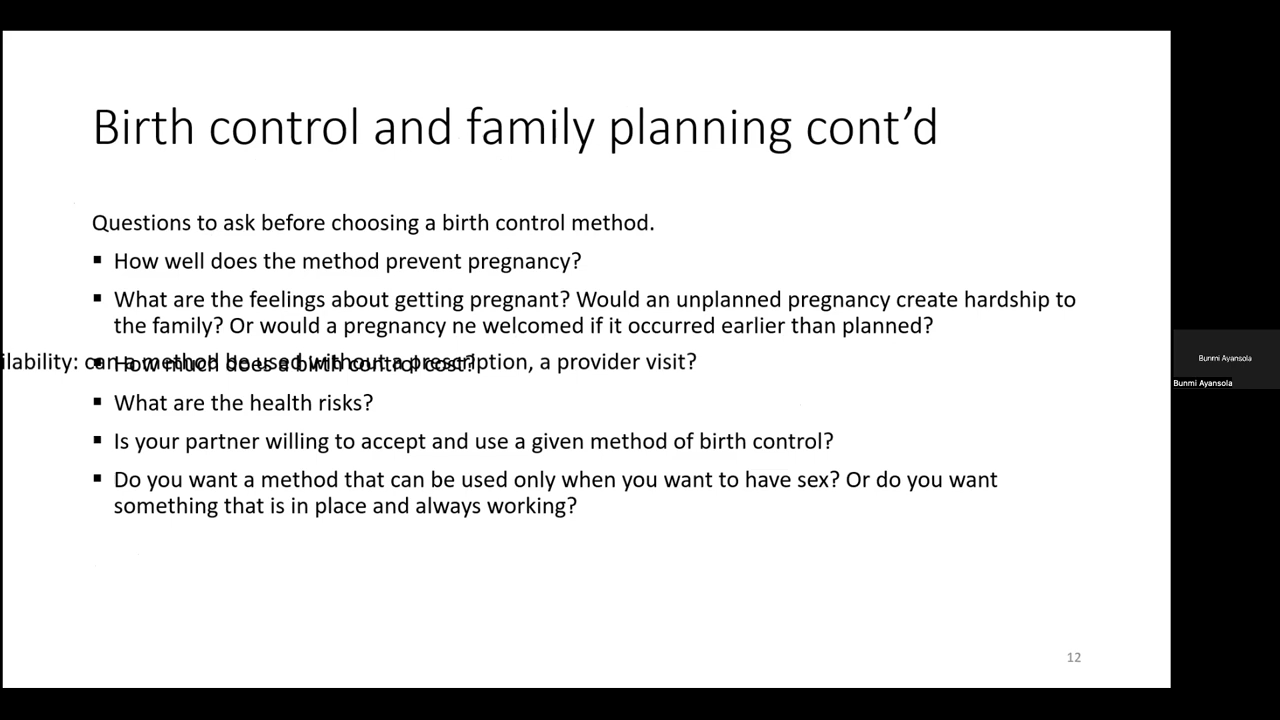 Birth control and family planning cont’d
Questions to ask before choosing a birth control method.
▪ How well does the method prevent pregnancy?
▪ What are the feelings about getting pregnant? Would an unplanned pregnancy create hardship to
the family? Or would a pregnancy ne welcomed if it occurred earlier than planned?
ilability: can a method be used without a prescription, a provider visit?
How much does a birth control cost?
▪ What are the health risks?
▪ Is your partner willing to accept and use a given method of birth control?
▪ Do you want a method that can be used only when you want to have sex? Or do you want
something that is in place and always working?
12
Bunmi Ayansola
Bunmi Ayansola